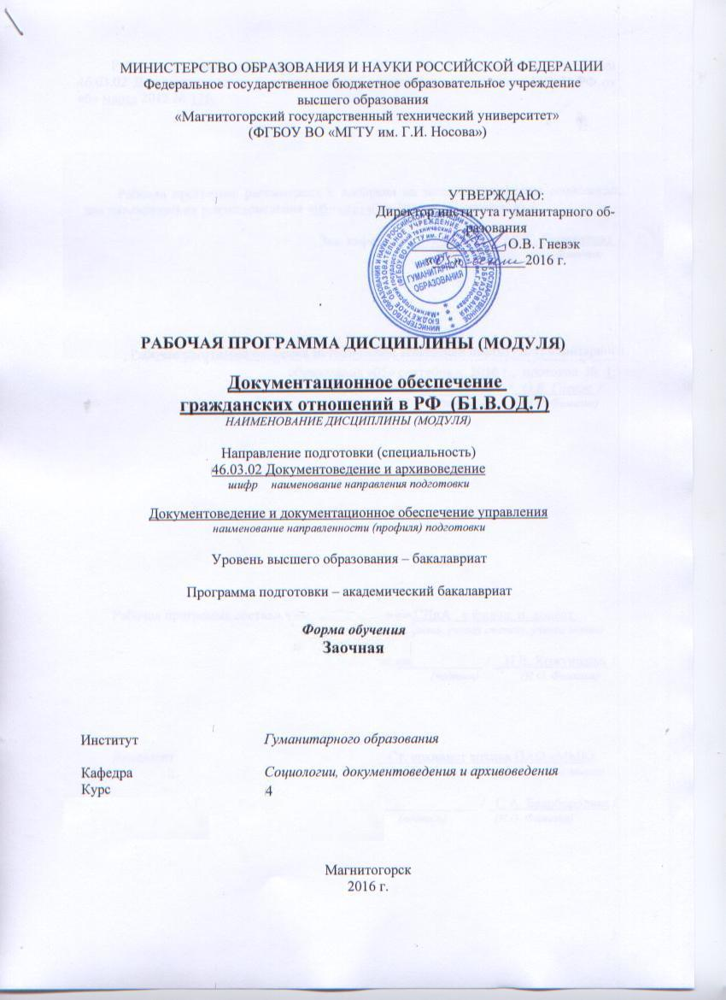 МИНИСТЕРСТВО ОБРАЗОВАНИЯ И НАУКИ РОССИЙСКОЙ ФЕДЕРАЦИИ
Федеральное государственное бюджетное образовательное учреждение
высшего образования
«Магнитогорский государственный технический университет»
(ФГБОУ ВО «МГТУ им. Г.И. Носова»)
УТВЕРЖДАЮ:
Директор института гуманитарного об-
разования
О.В. Гневэк
2016 г.
ИНСТИТУТ
ГУМАНИТАРНОГО
ОБРАЗОВАНИЯ
РАБОЧАЯ ПРОГРАММА ДИСЦИПЛИНЫ (МОДУЛЯ)
Документационное обеспечение
гражданских отношений в РФ (Б1.В.ОД.7)
НАИМЕНОВАНИЕ ДИСЦИПЛИНЫ (МОДУЛЯ)
Направление подготовки (специальность)
46.03.02 Документоведение и архивоведение
шифр наименование направления подготовки
Документоведение и документационное обеспечение управления
наименование направленности (профиля) подготовки
Уровень высшего образования – бакалавриат
Программа подготовки – академический бакалавриат
Форма обучения
Заочная
Институт Гуманитарного образования
Кафедра Социологии, документоведения и архивоведения
Курс 4
Магнитогорск
2016 г.